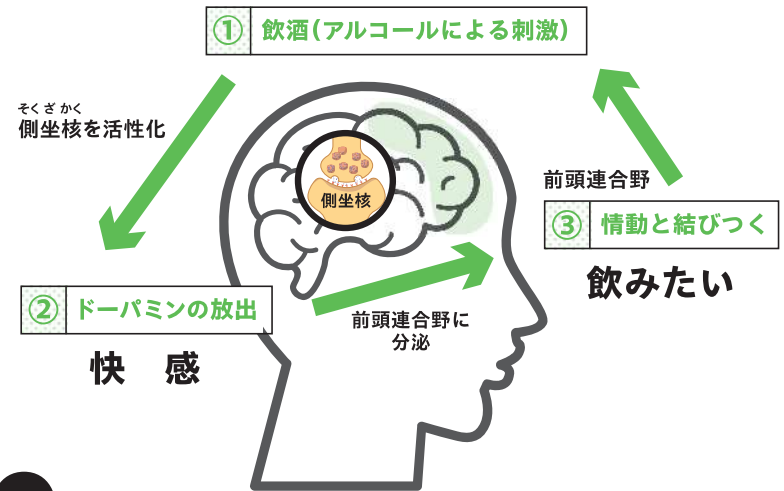 ① 飲酒（アルコールによる刺激）
そくざかく
側坐核を活性化
側坐核
前頭連合野
③ 情動と結びつく
飲みたい
② ドーパミンの放出
快　感
前頭連合野に
分泌